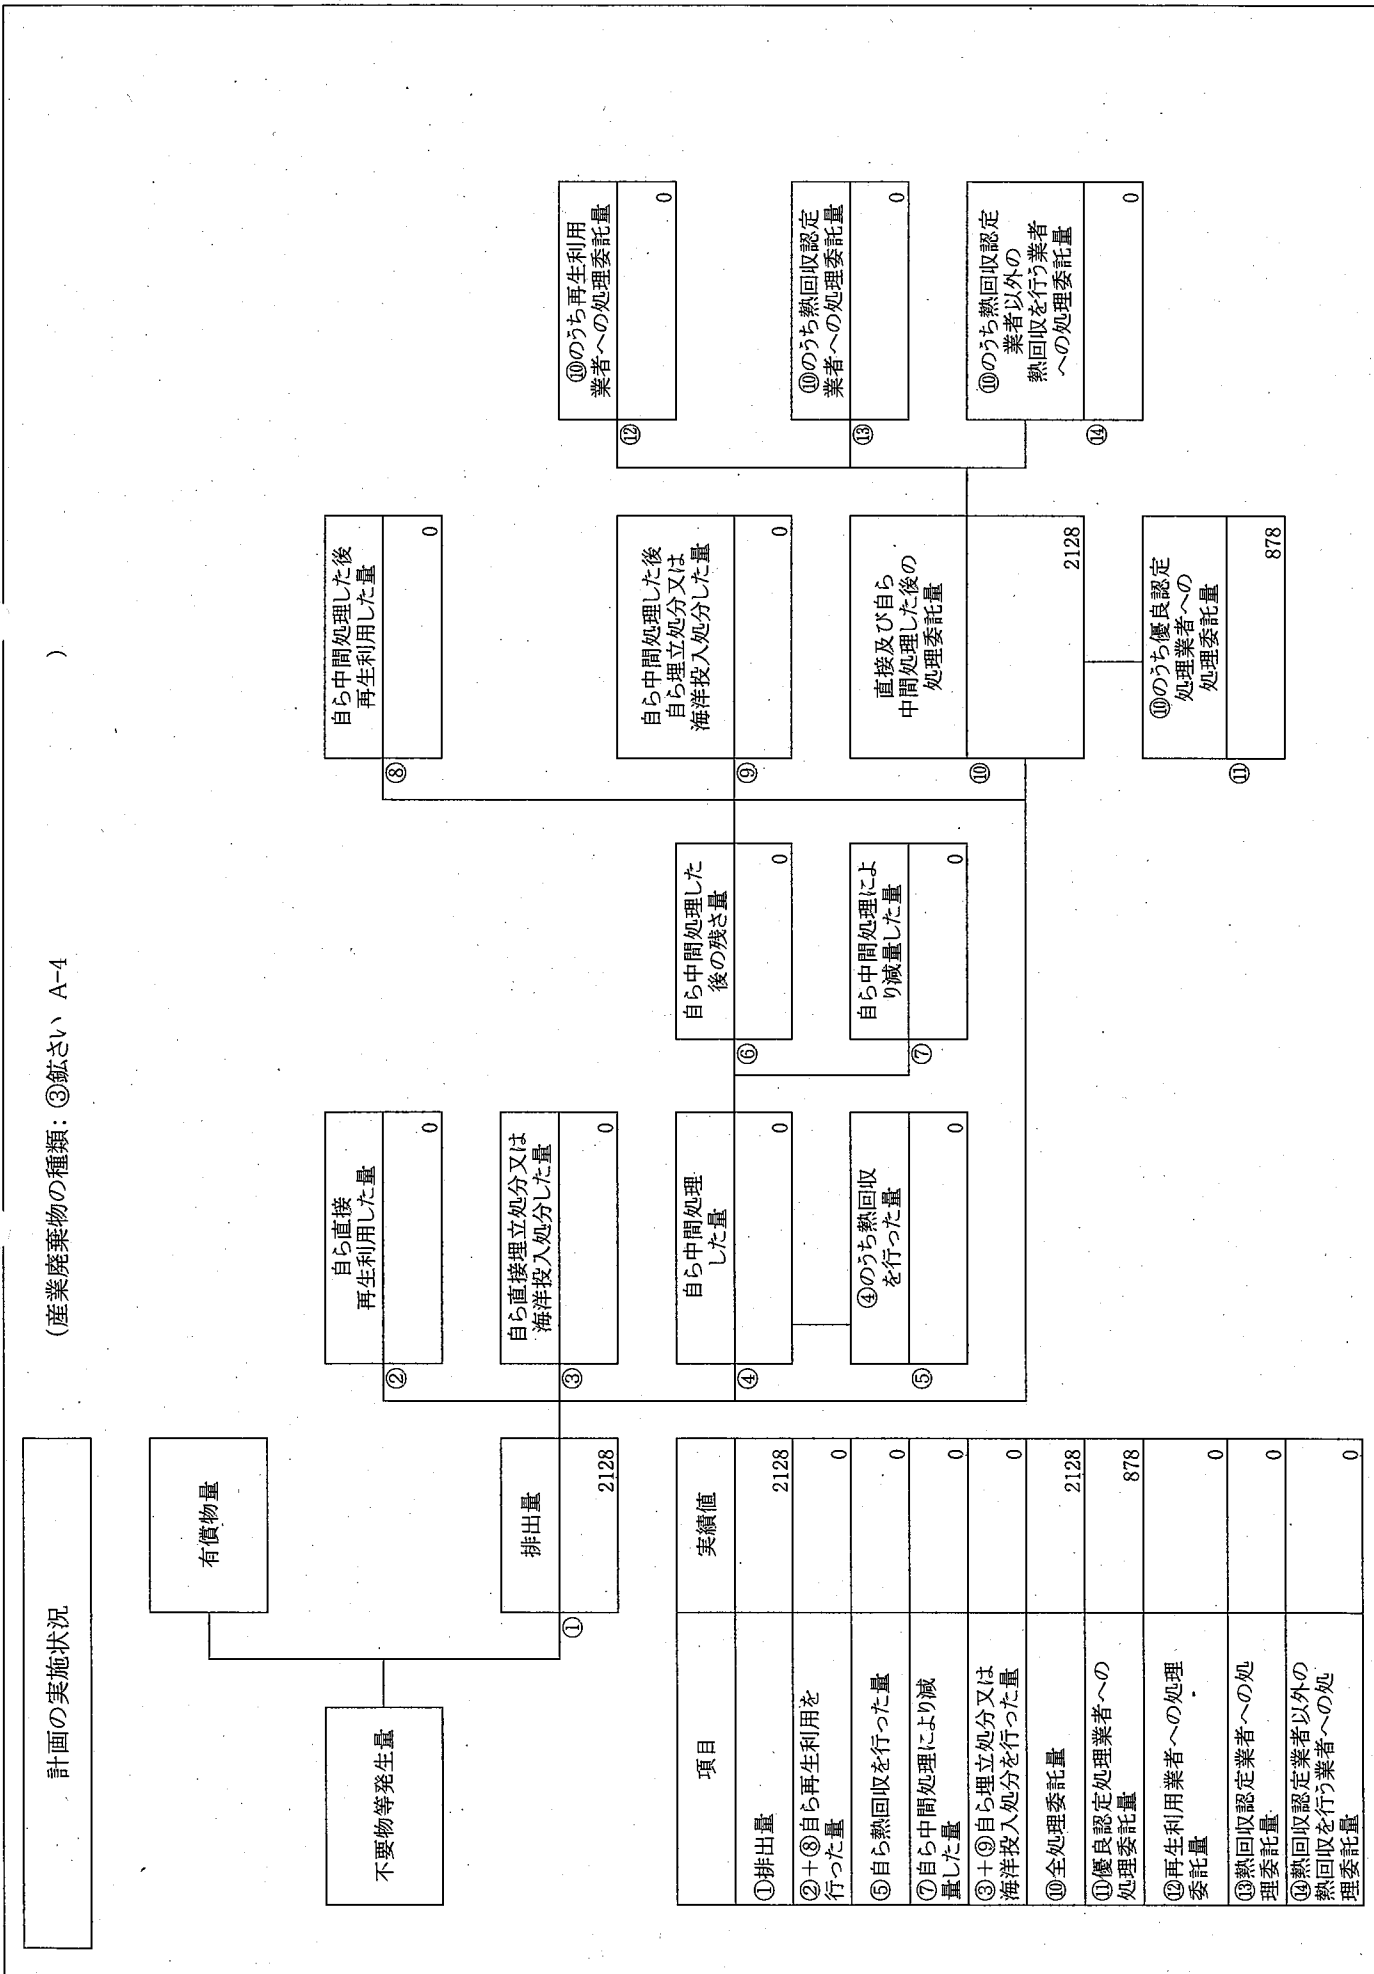 計画の実施状況
(産業廃棄物の種類:③鉱さい A-4 )
不要物等発生量
有償物量
排出量
①
2128
自ら直接
再生利用した量
②
0
自ら直接埋立処分又は
海洋投入処分した量
③
0
自ら中間処理
した量
④
0
④のうち熱回収
を行った量
⑤
0
自ら中間処理した
後の残さ量
⑥
0
自ら中間処理によ
り減量した量
⑦
0
自ら中間処理した後
再生利用した量
⑧
0
自ら中間処理した後
自ら埋立処分又は
海洋投入処分した量
⑨
0
直接及び自ら
中間処理した後の
処理委託量
⑩
2128
⑩のうち優良認定
処理業者への
処理委託量
⑪
878
⑩のうち再生利用
業者への処理委託量
⑫
0
⑩のうち熱回収認定
業者への処理委託量
⑬
0
⑩のうち熱回収認定
業者以外の
熱回収を行う業者
への処理委託量
⑭
0
項目 実績値
①排出量 2128
②+⑧自ら再生利用を
行った量 0
⑤自ら熱回収を行った量 0
⑦自ら中間処理により減
量した量 0
③+⑨自ら埋立処分又は
海洋投入処分を行った量 0
⑩全処理委託量 2128
⑪優良認定処理業者への
処理委託量 878
⑫再生利用業者への処理
委託量 0
⑬熱回収認定業者への処
理委託量 0
⑭熱回収認定業者以外の
熱回収を行う業者への処
理委託量 0